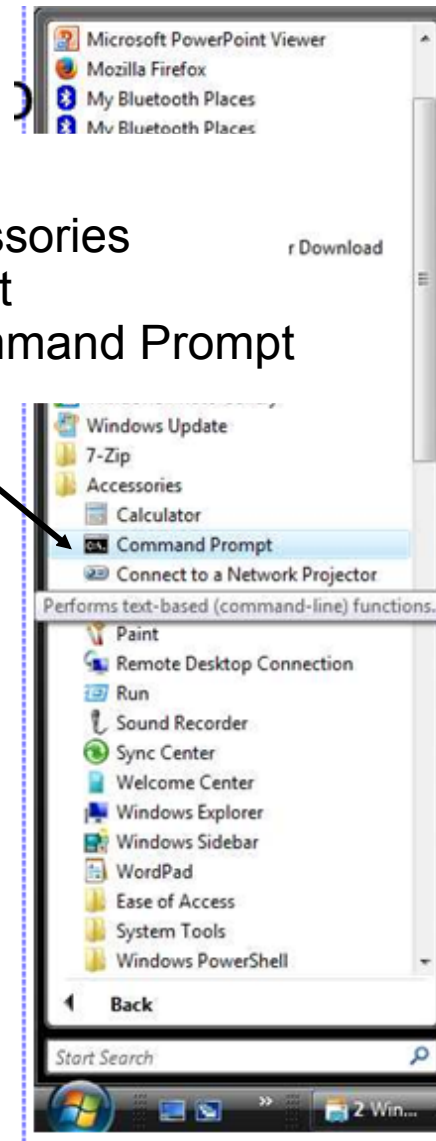 Microsoft PowerPoint Viewer
Mozilla Firefox
My Bluetooth Places
My Bluetooth Places
ssories
r Download
t
mand Prompt
Windows Update
7-Zip
Accessories
Calculator
Command Prompt
Connect to a Network Projector
Performs text-based (command-line) functions.
Paint
Remote Desktop Connection
Run
Sound Recorder
Sync Center
Welcome Center
Windows Explorer
Windows Sidebar
WordPad
Ease of Access
System Tools
Windows PowerShell
Back
Start Search
2 Win...